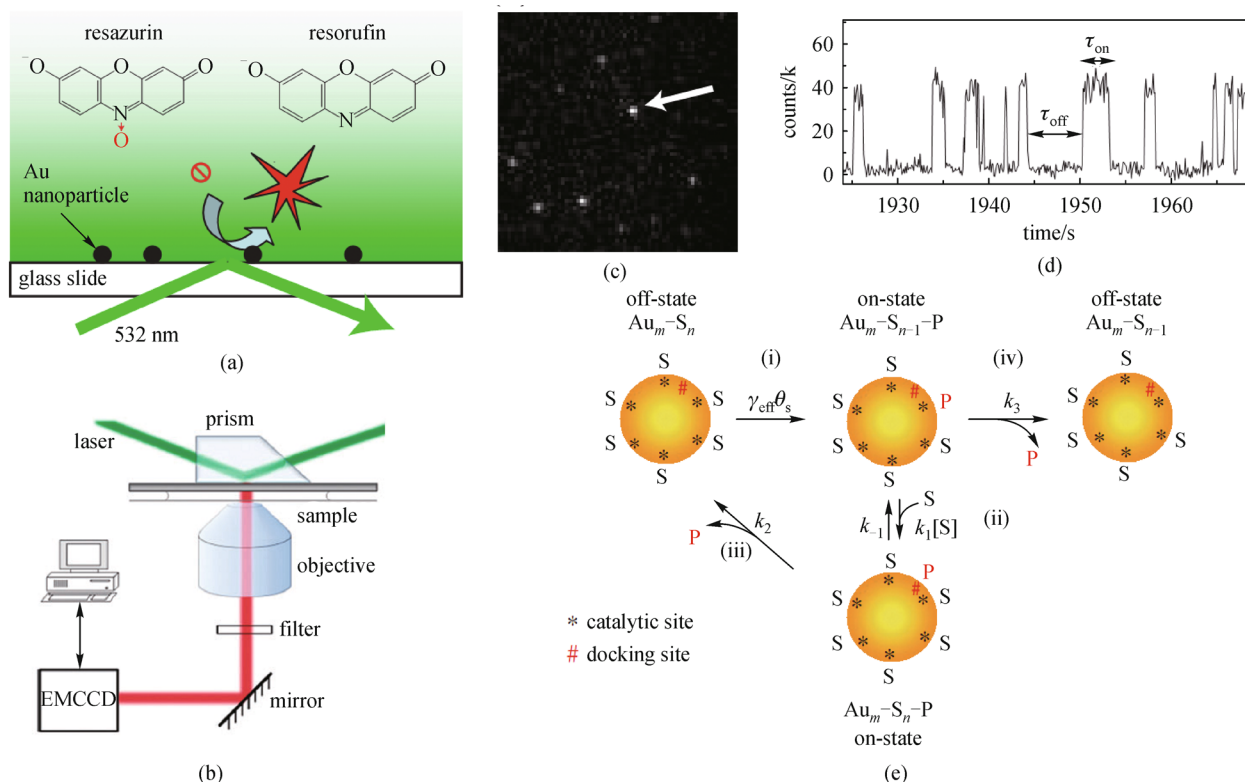 resazurin
resorufin
⁻O
O
O
N
O
⁻O
O
O
N
Au
nanoparticle
glass slide
532 nm
(a)
laser
prism
sample
objective
filter
mirror
EMCCD
(b)
(c)
counts/k
60
40
20
0
τon
τoff
1930
1940
1950
1960
time/s
(d)
off-state
Auₘ–Sₙ
on-state
Auₘ–Sₙ₋₁–P
off-state
Auₘ–Sₙ₋₁
(i)
γeffθs
(iv)
k₃
P
S
S
S
S
S
S
*
#
S
P
S
S
S
S
*
#
S
S
S
S
S
*
#
k₋₁
S
k₁[S]
(ii)
P
k₂
(iii)
S
P
S
S
S
S
S
*
#
* catalytic site
# docking site
Auₘ–Sₙ–P
on-state
(e)